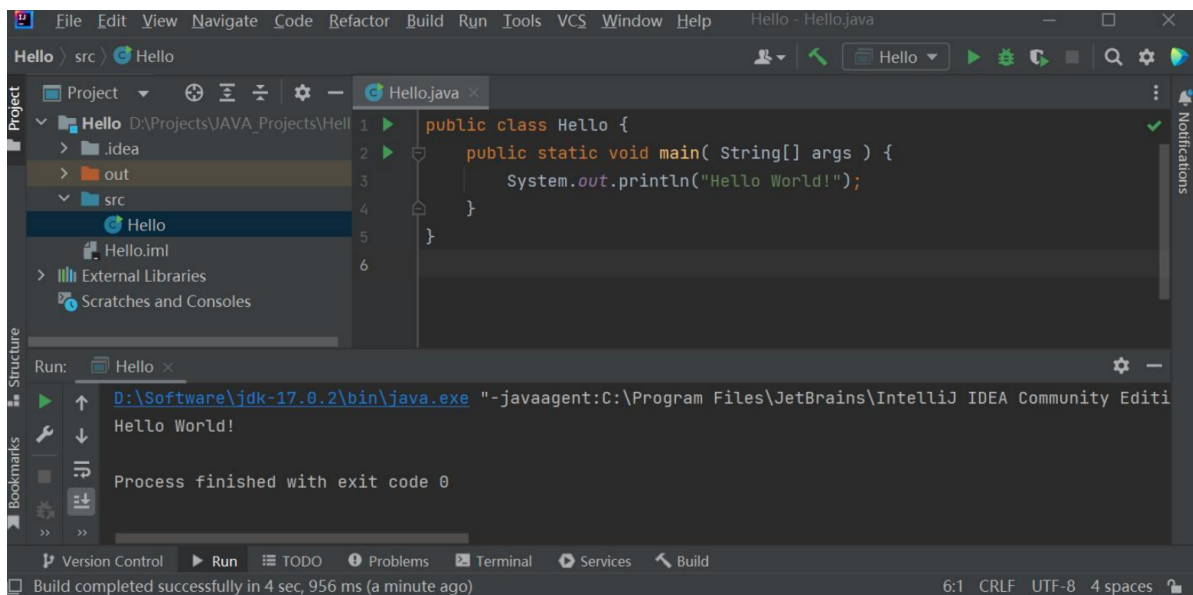 File Edit View Navigate Code Refactor Build Run Tools VCS Window Help Hello - Hello.java
Hello src Hello
Hello
Project
Hello.java
Project
Hello D:\Projects\JAVA_Projects\Hell
.idea
out
src
Hello
Hello.iml
External Libraries
Scratches and Consoles
1 public class Hello {
2 public static void main( String[] args ) {
3 System.out.println("Hello World!");
4 }
5 }
6
Notifications
Structure
Bookmarks
Run: Hello
D:\Software\jdk-17.0.2\bin\java.exe "-javaagent:C:\Program Files\JetBrains\IntelliJ IDEA Community Editi
Hello World!
Process finished with exit code 0
Version Control Run TODO Problems Terminal Services Build
Build completed successfully in 4 sec, 956 ms (a minute ago) 6:1 CRLF UTF-8 4 spaces